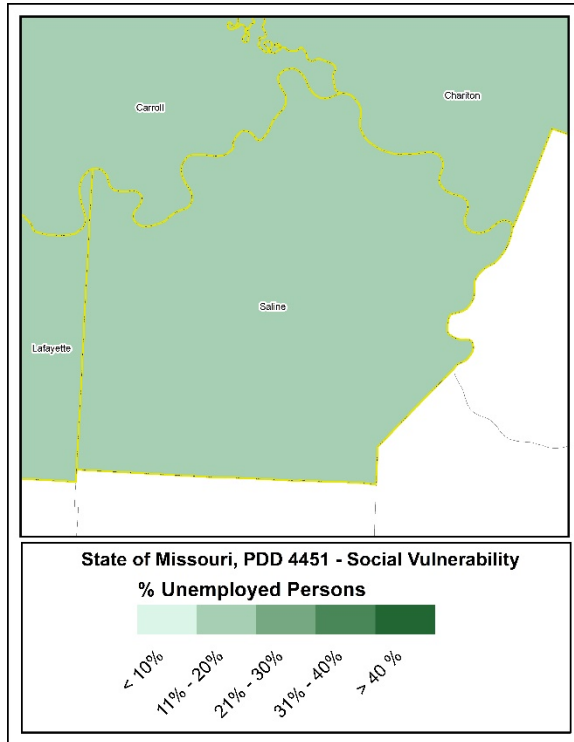 Carroll
Chariton
Saline
Lafayette
State of Missouri, PDD 4451 - Social Vulnerability
% Unemployed Persons
< 10%
11% - 20%
21% - 30%
31% - 40%
> 40 %